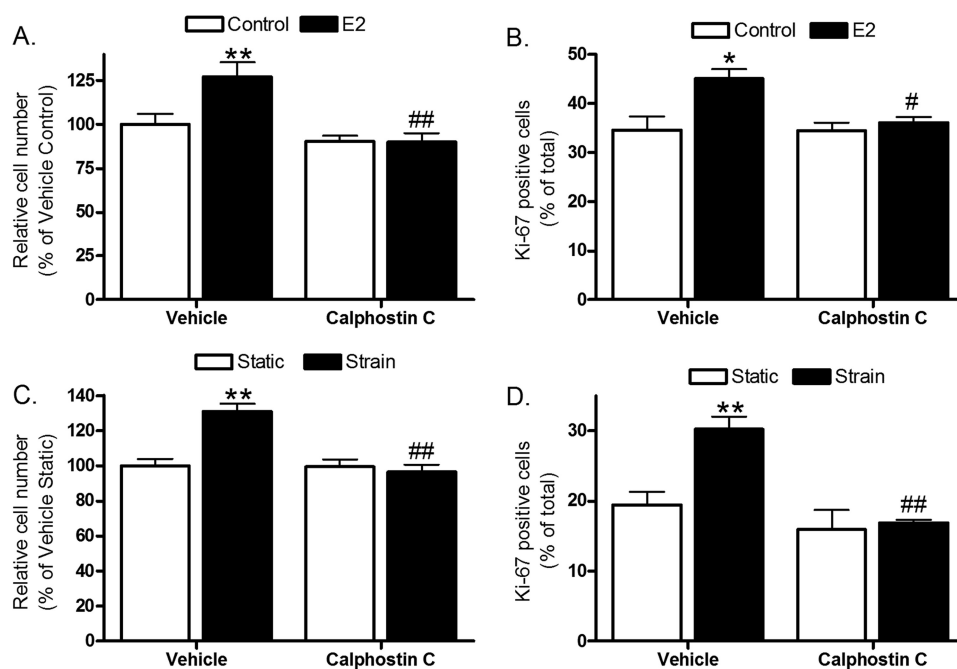 A.
Control E2
Relative cell number
(% of Vehicle Control)
125
100
75
50
25
0
**
##
Vehicle Calphostin C
B.
Control E2
Ki-67 positive cells
(% of total)
50
40
30
20
10
0
*
#
Vehicle Calphostin C
C.
Static Strain
Relative cell number
(% of Vehicle Static)
140
120
100
80
60
40
20
0
**
##
Vehicle Calphostin C
D.
Static Strain
Ki-67 positive cells
(% of total)
30
20
10
0
**
##
Vehicle Calphostin C